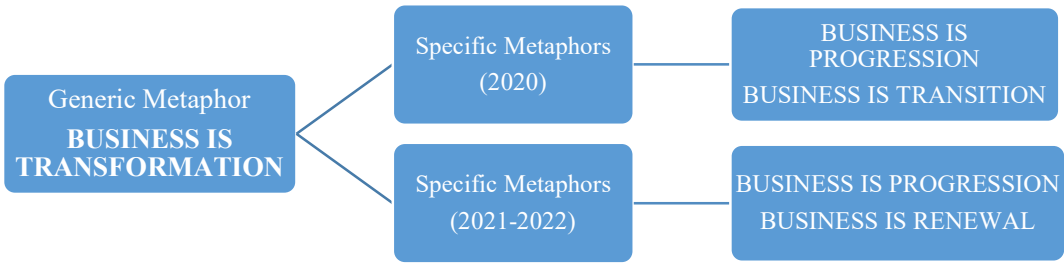 Generic Metaphor
BUSINESS IS
TRANSFORMATION
Specific Metaphors
(2020)
BUSINESS IS
PROGRESSION
BUSINESS IS TRANSITION
Specific Metaphors
(2021-2022)
BUSINESS IS PROGRESSION
BUSINESS IS RENEWAL